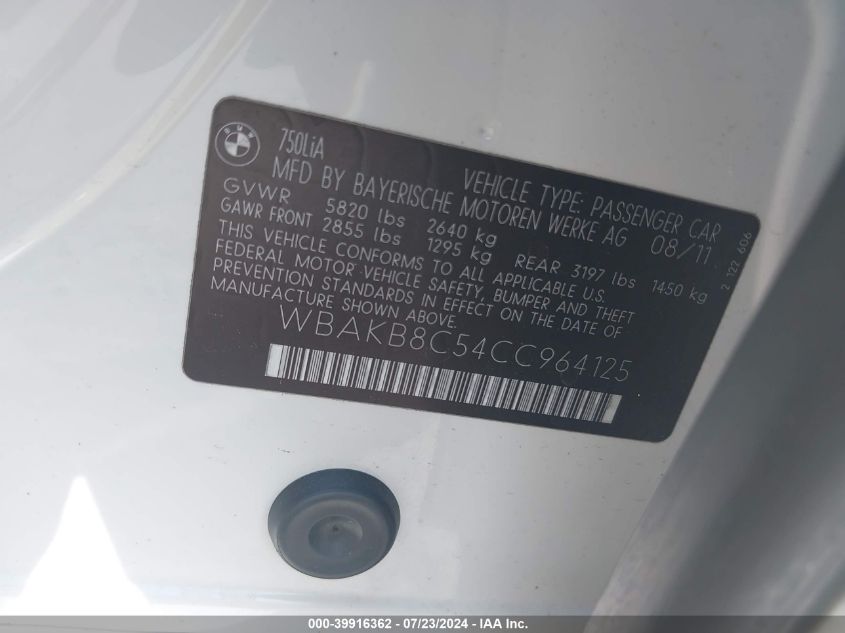 BMW
750LiA
VEHICLE TYPE: PASSENGER CAR
MFD BY BAYERISCHE MOTOREN WERKE AG 08/11
GVWR 5820 lbs 2640 kg
GAWR FRONT 2855 lbs 1295 kg REAR 3197 lbs 1450 kg
THIS VEHICLE CONFORMS TO ALL APPLICABLE U.S.
FEDERAL MOTOR VEHICLE SAFETY, BUMPER AND THEFT
PREVENTION STANDARDS IN EFFECT ON THE DATE OF
MANUFACTURE SHOWN ABOVE.
WBAKB8C54CC964125
2 122 606
000-39916362 - 07/23/2024 - IAA Inc.